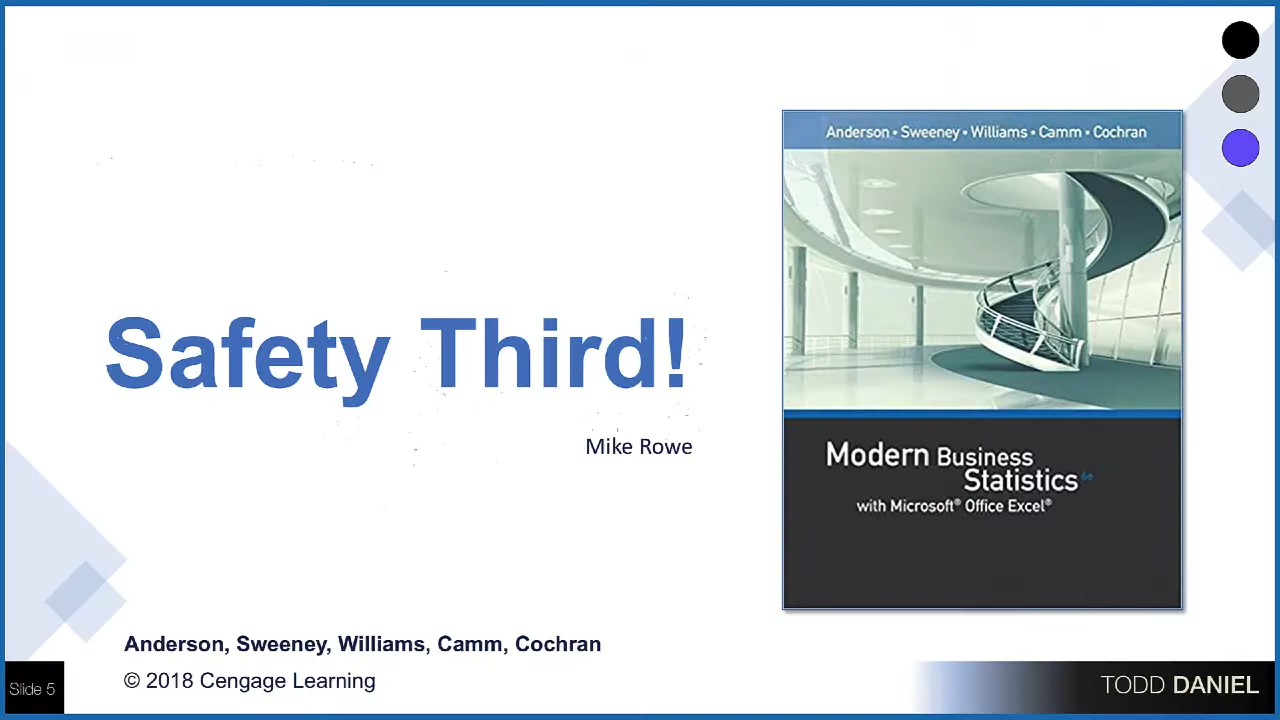 Safety Third!
Mike Rowe
Anderson • Sweeney • Williams • Camm • Cochran
Modern Business
Statistics 6e
with Microsoft® Office Excel®
Anderson, Sweeney, Williams, Camm, Cochran
© 2018 Cengage Learning
Slide 5
TODD DANIEL